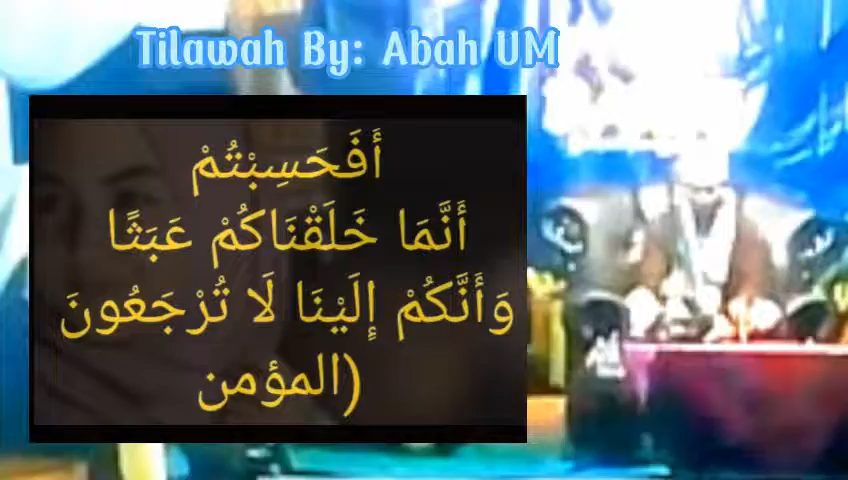 Tilawah By: Abah UM
أَفَحَسِبْتُمْ
أَنَّمَا خَلَقْنَاكُمْ عَبَثًا
وَأَنَّكُمْ إِلَيْنَا لَا تُرْجَعُونَ
(المؤمن